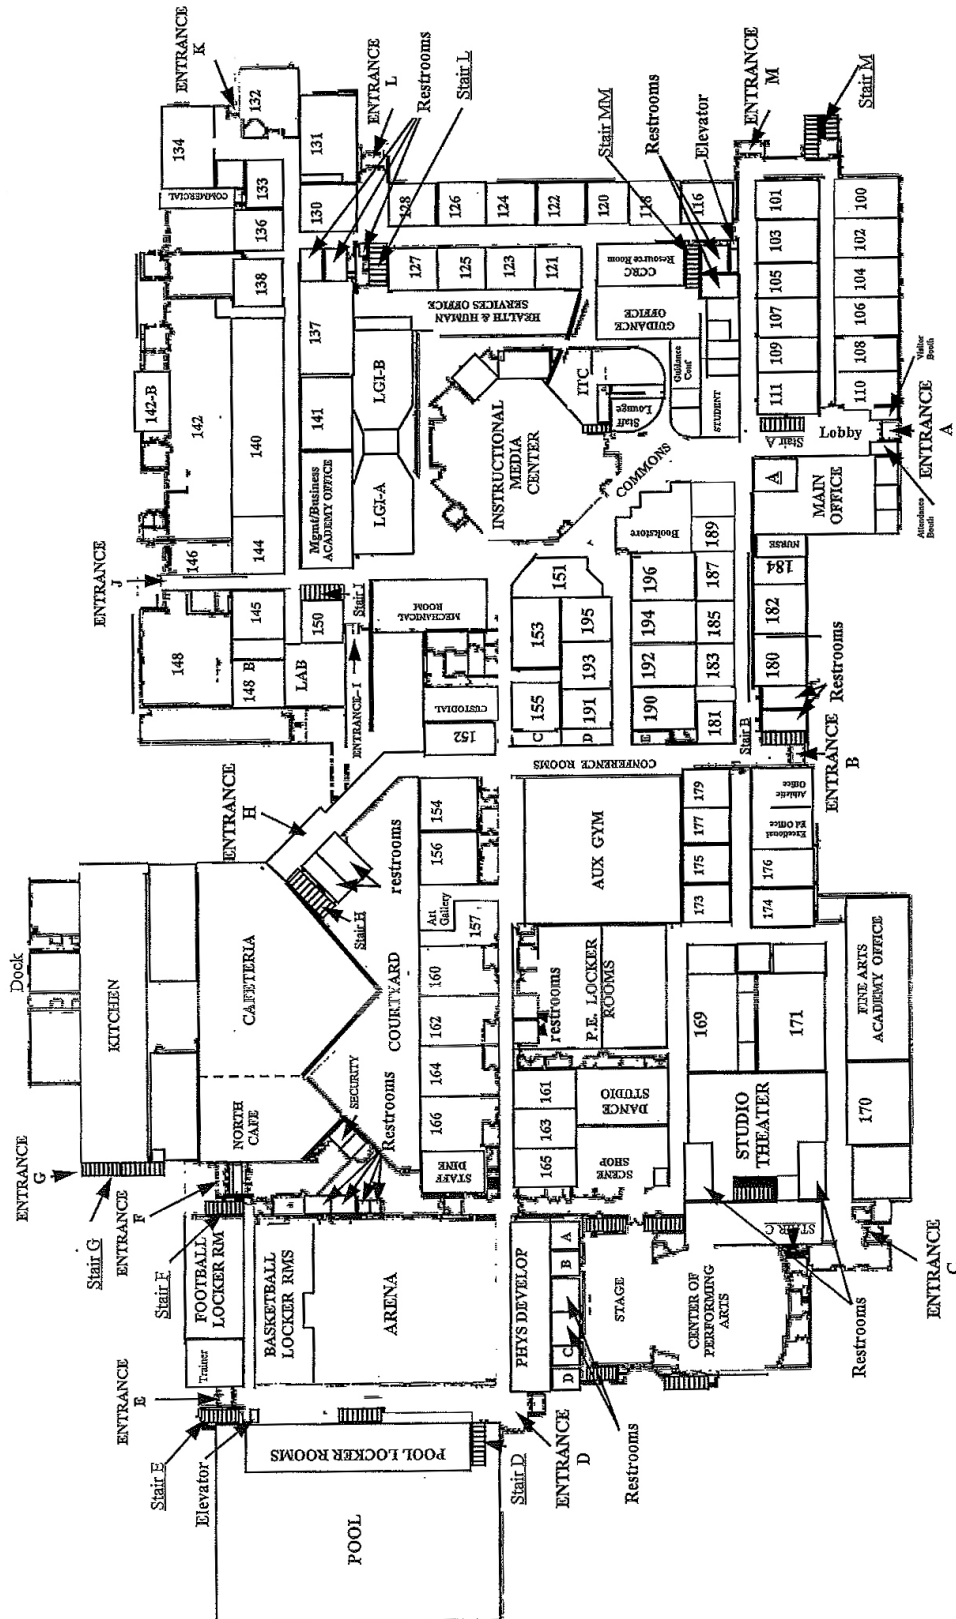 Dock
KITCHEN
ENTRANCE
G
Stair G
ENTRANCE
F
Stair F
ENTRANCE
E
Stair E
Elevator
POOL
POOL LOCKER ROOMS
Stair D
Trainer
FOOTBALL
LOCKER RM
BASKETBALL
LOCKER RMS
ARENA
NORTH
CAFE
CAFETERIA
SECURITY
Restrooms
COURTYARD
Stair H
restrooms
ENTRANCE
H
STAFF
DINE
166
164
162
160
157
Art
Gallery
156
154
152
CUSTODIAL
MECHANICAL
ROOM
ENTRANCE-I
Stair I
ENTRANCE
J
148
148 B
LAB
145
150
146
144
142
142-B
140
Mgmt/Business
ACADEMY OFFICE
141
137
138
136
133
COMMERCIAL
134
ENTRANCE
K
132
131
130
ENTRANCE
L
Restrooms
Stair L
LGI-A
LGI-B
HEALTH & HUMAN
SERVICES OFFICE
127
125
123
121
128
126
124
122
120
118
116
Stair MM
Restrooms
Elevator
ENTRANCE
M
Stair M
INSTRUCTIONAL
MEDIA
CENTER
ITC
Staff
Lounge
COMMONS
CCRC
Resource Room
GUIDANCE
OFFICE
Guidance
Conf
STUDENT
101
103
105
107
109
111
100
102
104
106
108
110
Visitor
Booth
Stair A
Lobby
ENTRANCE
A
Attendance
Booth
A
MAIN
OFFICE
NURSE
184
182
180
Restrooms
Stair B
ENTRANCE
B
151
153
155
C
195
193
191
D
Bookstore
196
194
192
190
E
189
187
185
183
181
CONFERENCE ROOMS
AUX GYM
179
177
175
173
Athletic
Office
Exceptional
Ed Office
176
174
P.E. LOCKER
ROOMS
restrooms
161
163
165
DANCE
STUDIO
SCENE
SHOP
169
171
STUDIO
THEATER
FINE ARTS
ACADEMY OFFICE
170
STAIR C
ENTRANCE
C
Restrooms
PHYS DEVELOP
A
B
C
D
STAGE
CENTER OF
PERFORMING
ARTS
ENTRANCE
D
Restrooms